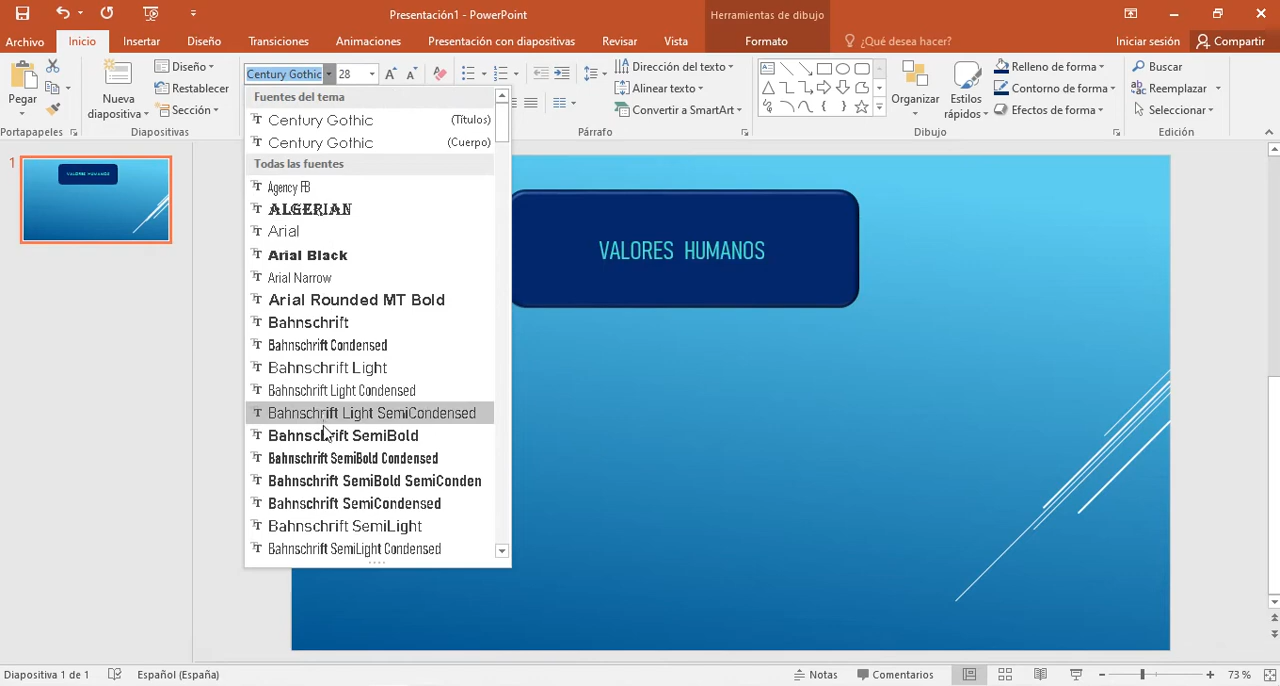 Presentación1 - PowerPoint
Herramientas de dibujo
Archivo Inicio Insertar Diseño Transiciones Animaciones Presentación con diapositivas Revisar Vista Formato ¿Qué desea hacer? Iniciar sesión Compartir
Pegar
Portapapeles
Nueva
diapositiva
Diseño
Restablecer
Sección
Diapositivas
Century Gothic 28
Dirección del texto
Alinear texto
Convertir a SmartArt
Párrafo
Organizar
Estilos
rápidos
Relleno de forma
Contorno de forma
Efectos de forma
Dibujo
Buscar
Reemplazar
Seleccionar
Edición
Fuentes del tema
Century Gothic (Títulos)
Century Gothic (Cuerpo)
Todas las fuentes
Agency FB
ALGERIAN
Arial
Arial Black
Arial Narrow
Arial Rounded MT Bold
Bahnschrift
Bahnschrift Condensed
Bahnschrift Light
Bahnschrift Light Condensed
Bahnschrift Light SemiCondensed
Bahnschrift SemiBold
Bahnschrift SemiBold Condensed
Bahnschrift SemiBold SemiConden
Bahnschrift SemiCondensed
Bahnschrift SemiLight
Bahnschrift SemiLight Condensed
1
VALORES HUMANOS
VALORES HUMANOS
Diapositiva 1 de 1 Español (España) Notas Comentarios 73 %